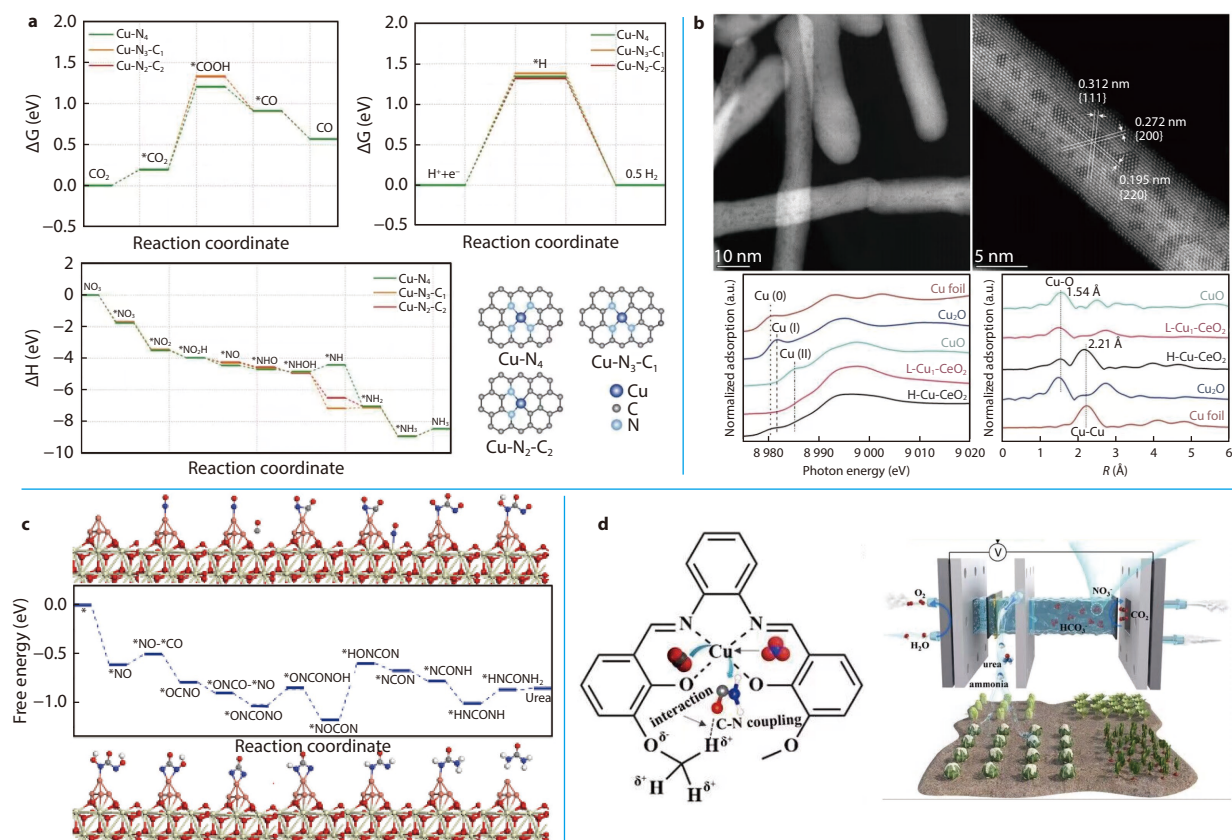 a
2.0
1.5
1.0
0.5
0.0
−0.5
ΔG (eV)
Cu-N₄
Cu-N₃-C₁
Cu-N₂-C₂
*COOH
*CO
CO
*CO₂
CO₂
Reaction coordinate
2.0
1.5
1.0
0.5
0.0
−0.5
ΔG (eV)
Cu-N₄
Cu-N₃-C₁
Cu-N₂-C₂
*H
H⁺+e⁻
0.5 H₂
Reaction coordinate
2
0
−2
−4
−6
−8
−10
ΔH (eV)
Cu-N₄
Cu-N₃-C₁
Cu-N₂-C₂
NO₃
*NO₃
*NO₂
*NO₂H
*NO
*NHO
*NHOH
*NH
*NH₂
*NH₃
NH₃
Reaction coordinate
Cu-N₄
Cu-N₃-C₁
Cu-N₂-C₂
Cu
C
N
b
10 nm
0.312 nm
{111}
0.272 nm
{200}
0.195 nm
{220}
5 nm
Normalized adsorption (a.u.)
Cu (0)
Cu (I)
Cu (II)
Cu foil
Cu₂O
CuO
L-Cu₁-CeO₂
H-Cu-CeO₂
8 980 8 990 9 000 9 010 9 020
Photon energy (eV)
Normalized adsorption (a.u.)
Cu-O
1.54 Å
CuO
L-Cu₁-CeO₂
2.21 Å
H-Cu-CeO₂
Cu₂O
Cu foil
Cu-Cu
0 1 2 3 4 5 6
R (Å)
c
Free energy (eV)
0.0
−0.5
−1.0
*
*NO
*NO-*CO
*OCNO
*ONCO-*NO
*ONCONO
*ONCONOH
*NOCON
*HONCON
*NCON
*NCONH
*HNCONH
*HNCONH₂
Urea
Reaction coordinate
d
N N
Cu
O O
interaction
C-N coupling
O δ⁻
H δ⁺
O
δ⁺ H
H δ⁺
V
O₂
H₂O
NO₃⁻
HCO₃⁻
CO₂
urea
ammonia